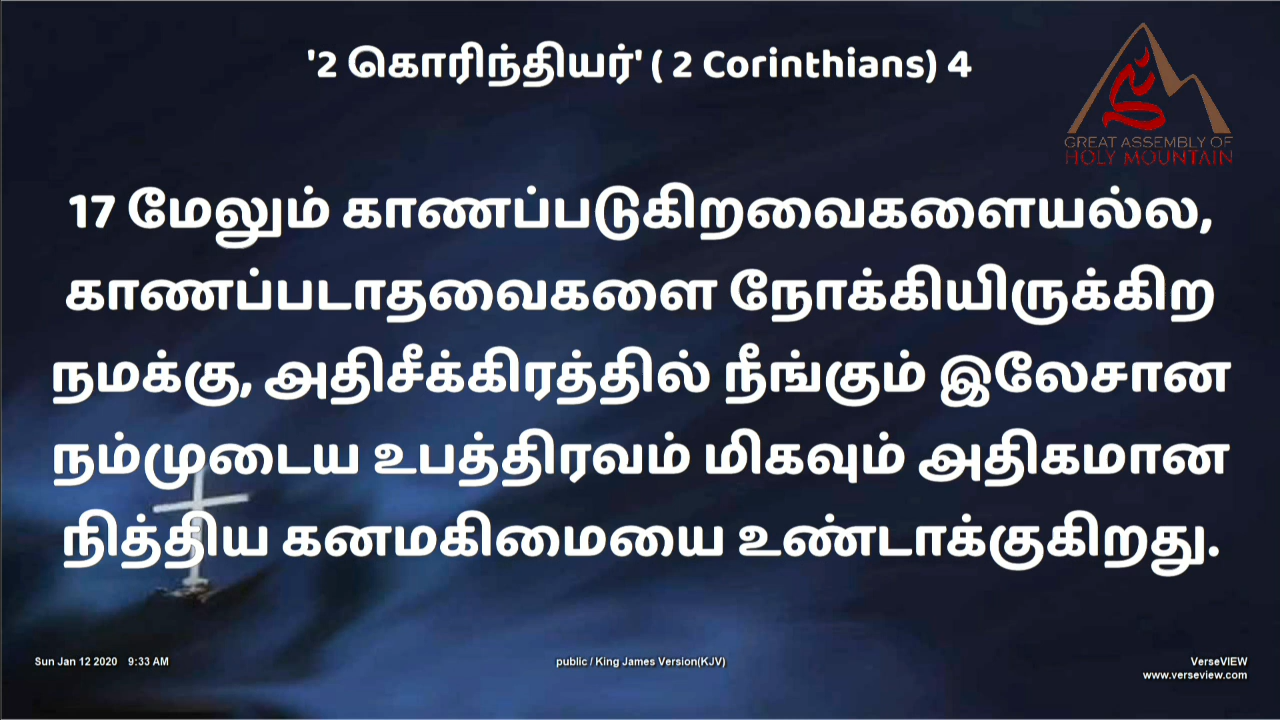 '2 கொரிந்தியர்' ( 2 Corinthians) 4
GREAT ASSEMBLY OF
HOLY MOUNTAIN
17 மேலும் காணப்படுகிறவைகளையல்ல,
காணப்படாதவைகளை நோக்கியிருக்கிற
நமக்கு, அதிசீக்கிரத்தில் நீங்கும் இலேசான
நம்முடைய உபத்திரவம் மிகவும் அதிகமான
நித்திய கனமகிமையை உண்டாக்குகிறது.
Sun Jan 12 2020 9:33 AM
public / King James Version(KJV)
VerseVIEW
www.verseview.com